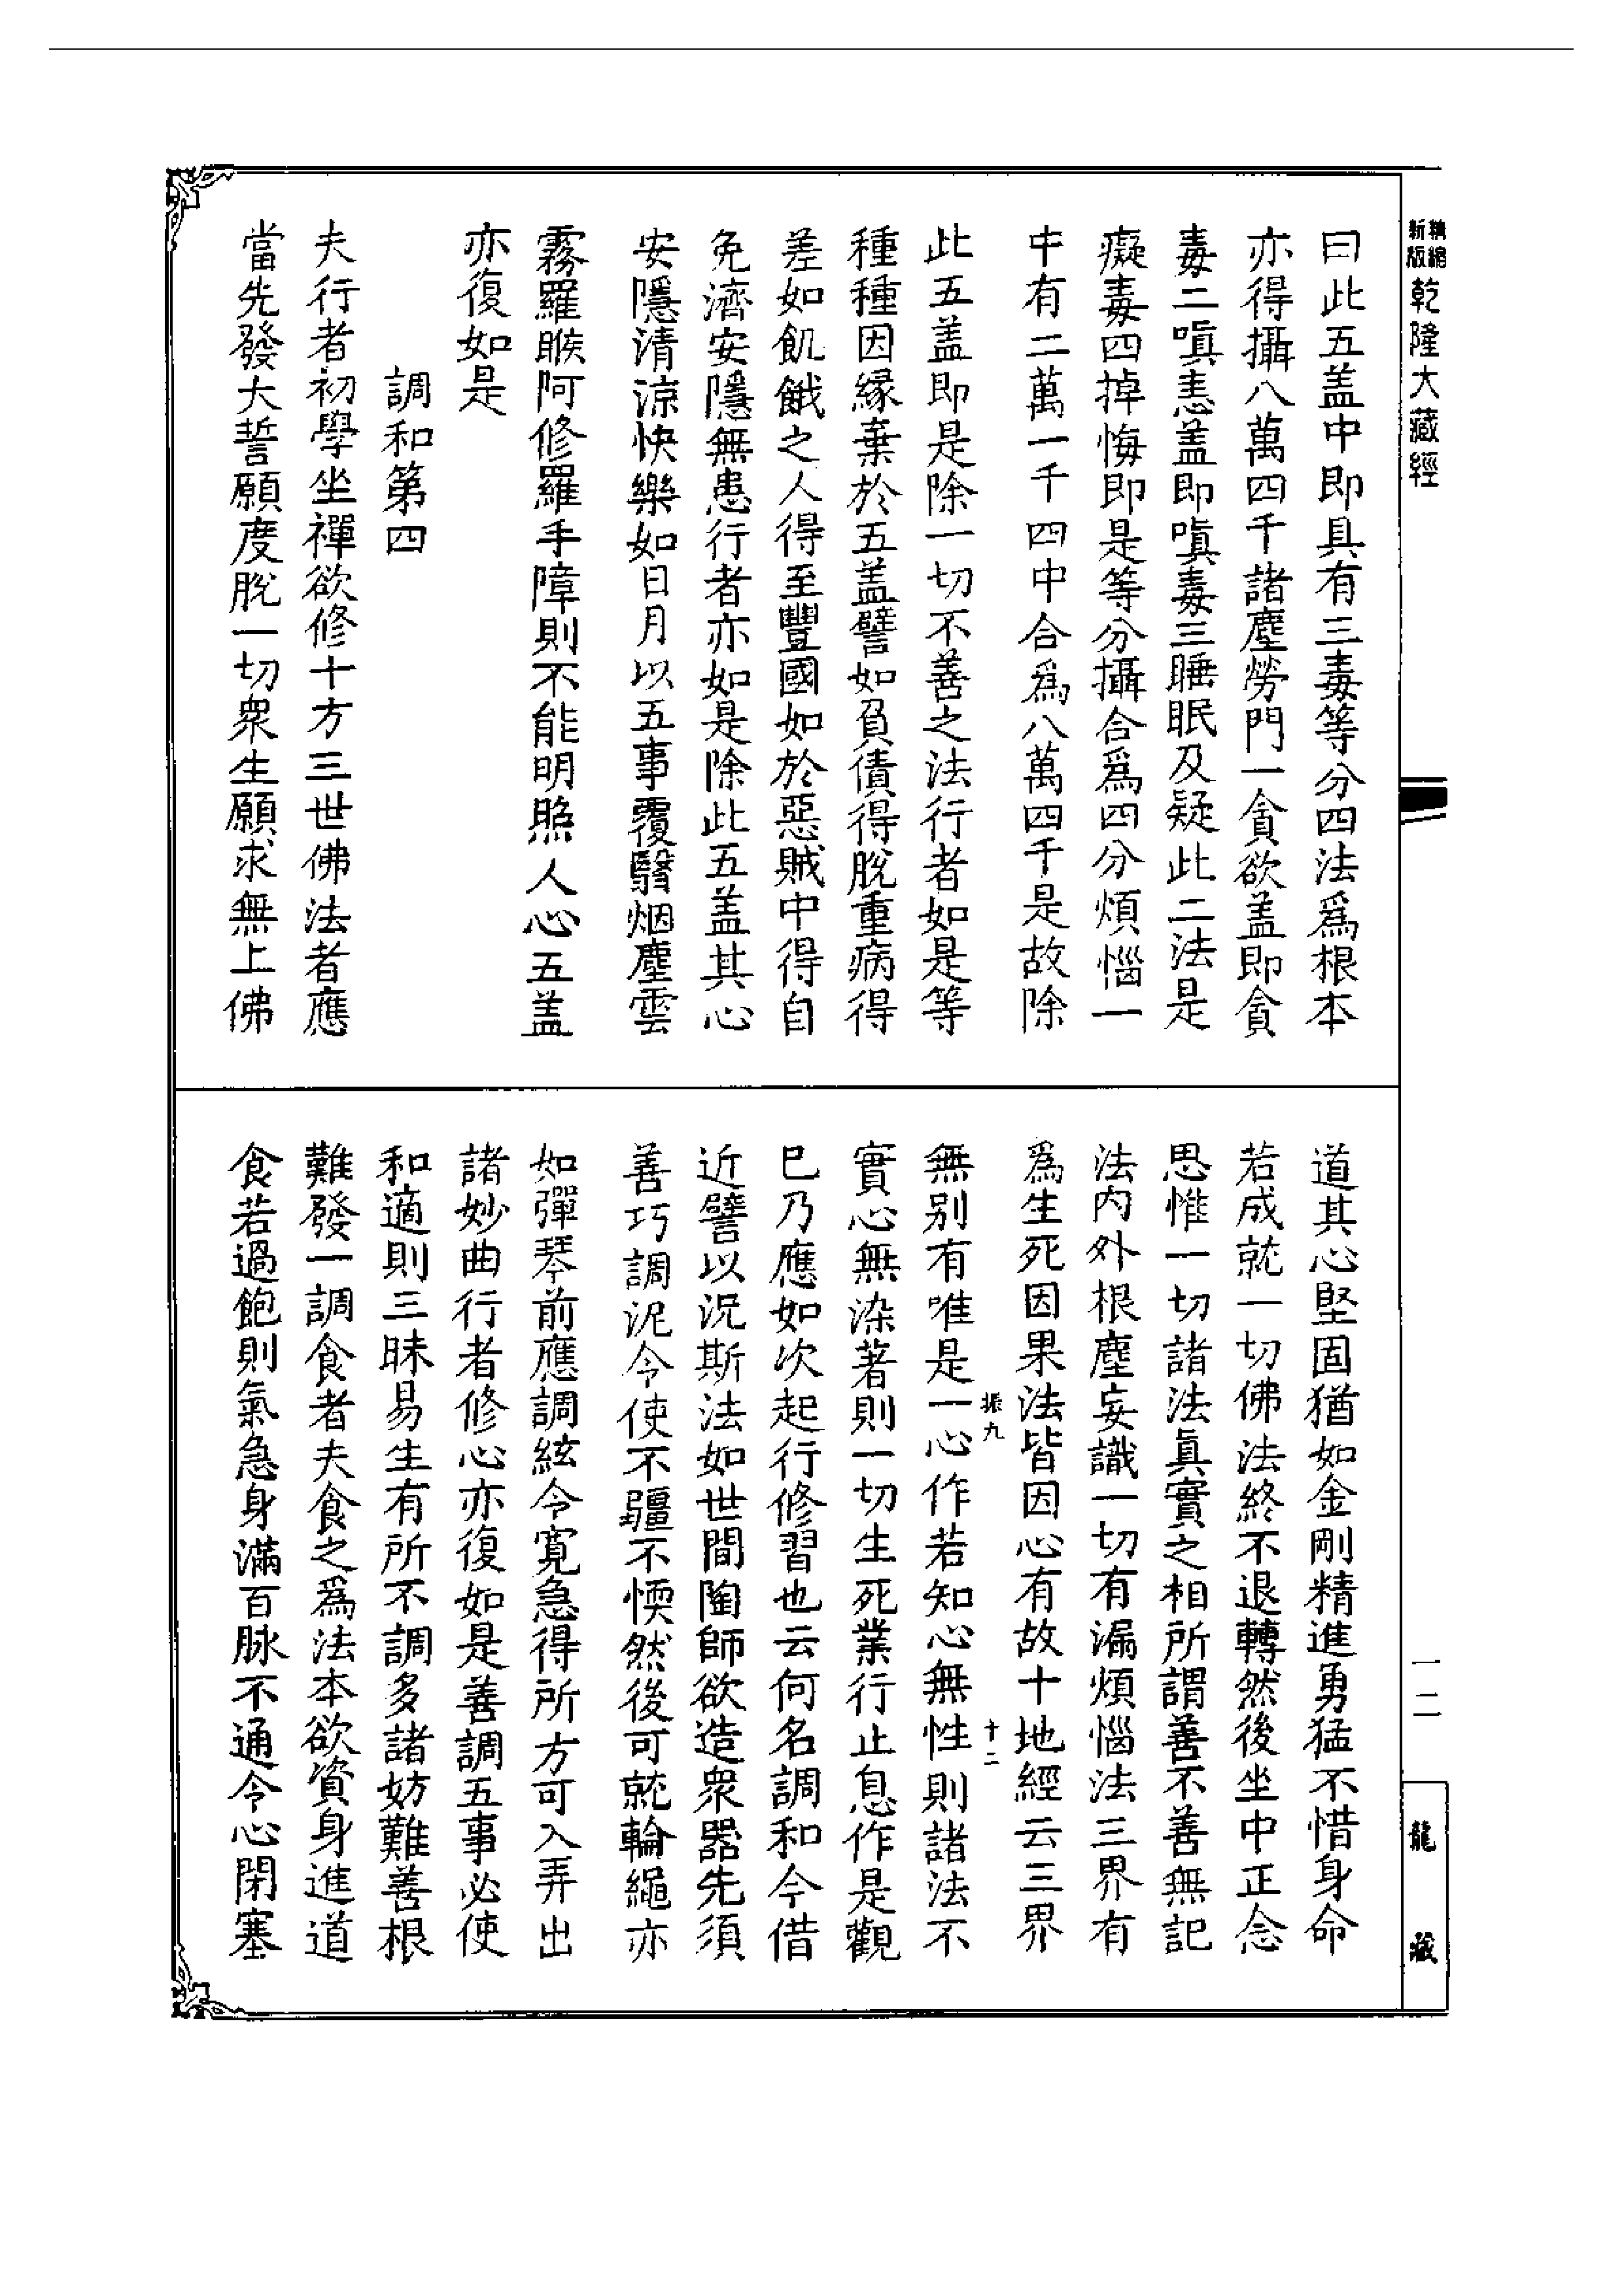 精縮新版乾隆大藏經
曰此五盖中即具有三毒等分四法爲根本
亦得攝八萬四千諸塵勞門一貪欲盖即貪
毒二嗔恚盖即嗔毒三睡眠及疑此二法是
癡毒四掉悔即是等分攝合爲四分煩惱一
中有二萬一千四中合爲八萬四千是故除
此五盖即是除一切不善之法行者如是等
種種因縁棄於五盖譬如負債得脫重病得
差如飢餓之人得至豐國如於惡賊中得自
免濟安隱無患行者亦如是除此五盖其心
安隱清涼快樂如日月以五事覆翳烟塵雲
霧羅睺阿修羅手障則不能明照人心五盖
亦復如是
調和第四
夫行者初學坐禪欲修十方三世佛法者應
當先發大誓願度脫一切衆生願求無上佛
道其心堅固猶如金剛精進勇猛不惜身命
若成就一切佛法終不退轉然後坐中正念
思惟一切諸法眞實之相所謂善不善無記
法内外根塵妄識一切有漏煩惱法三界有
爲生死因果法皆因心有故十地經云三界
振九 十二
無别有唯是一心作若知心無性則諸法不
實心無染著則一切生死業行止息作是觀
已乃應如次起行修習也云何名調和今借
近譬以況斯法如世間陶師欲造衆器先須
善巧調泥令使不疆不愞然後可就輪繩亦
如彈琴前應調絃令寛急得所方可入弄出
諸妙曲行者修心亦復如是善調五事必使
和適則三昧易生有所不調多諸妨難善根
難發一調食者夫食之爲法本欲資身進道
食若過飽則氣急身滿百脉不通令心閉塞
一二
龍藏